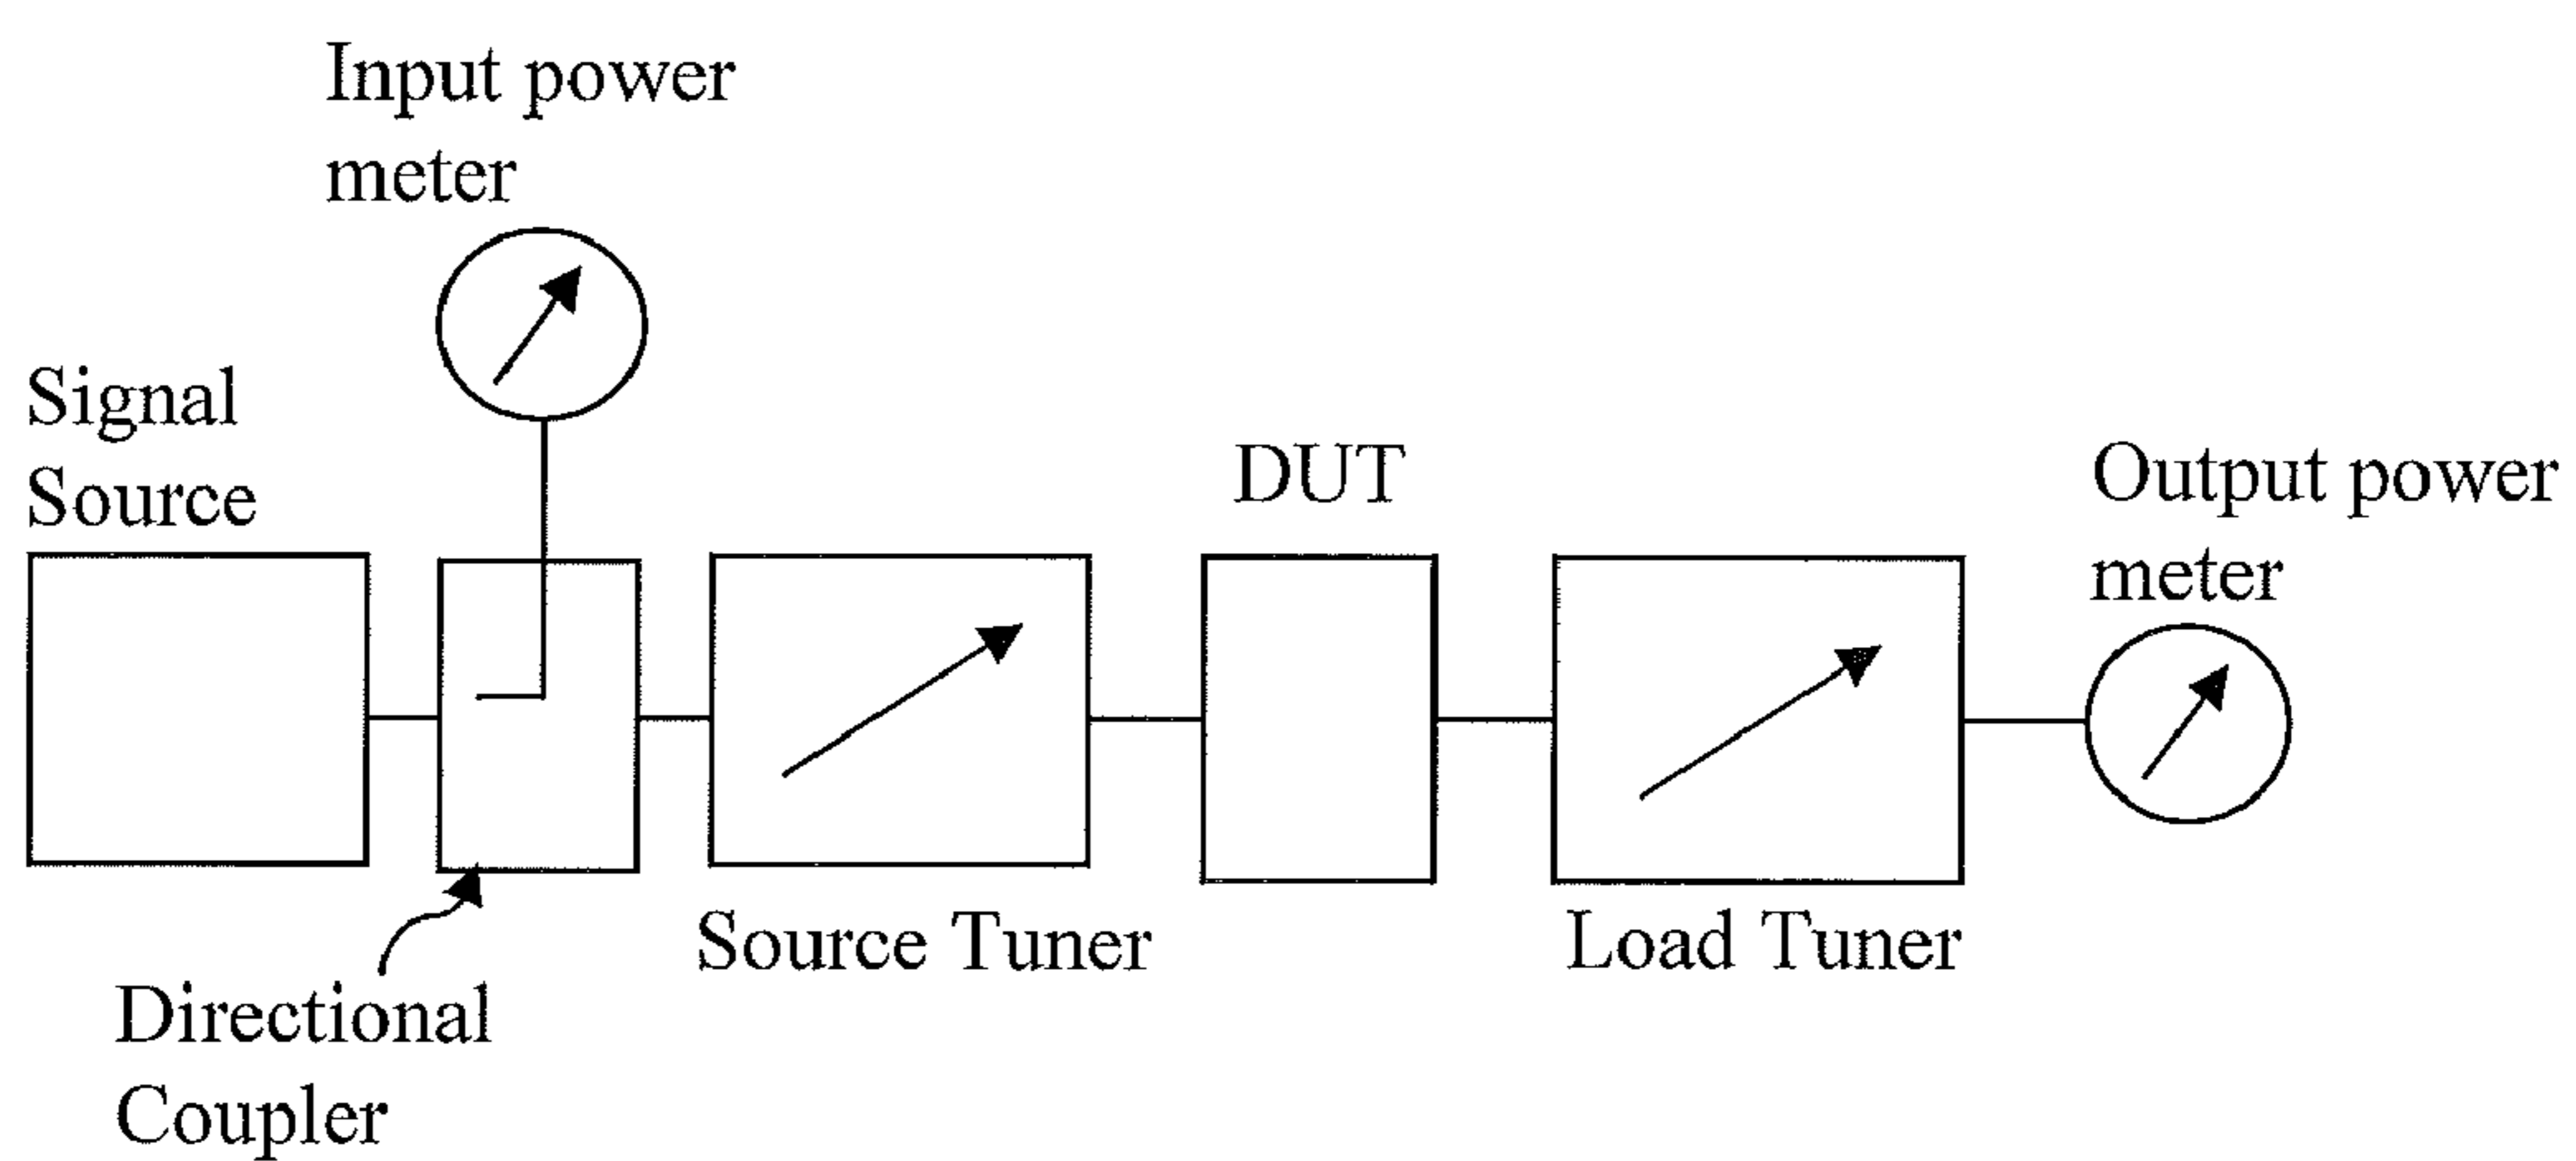 Input power
meter
Signal
Source
DUT
Output power
meter
Source Tuner
Load Tuner
Directional
Coupler